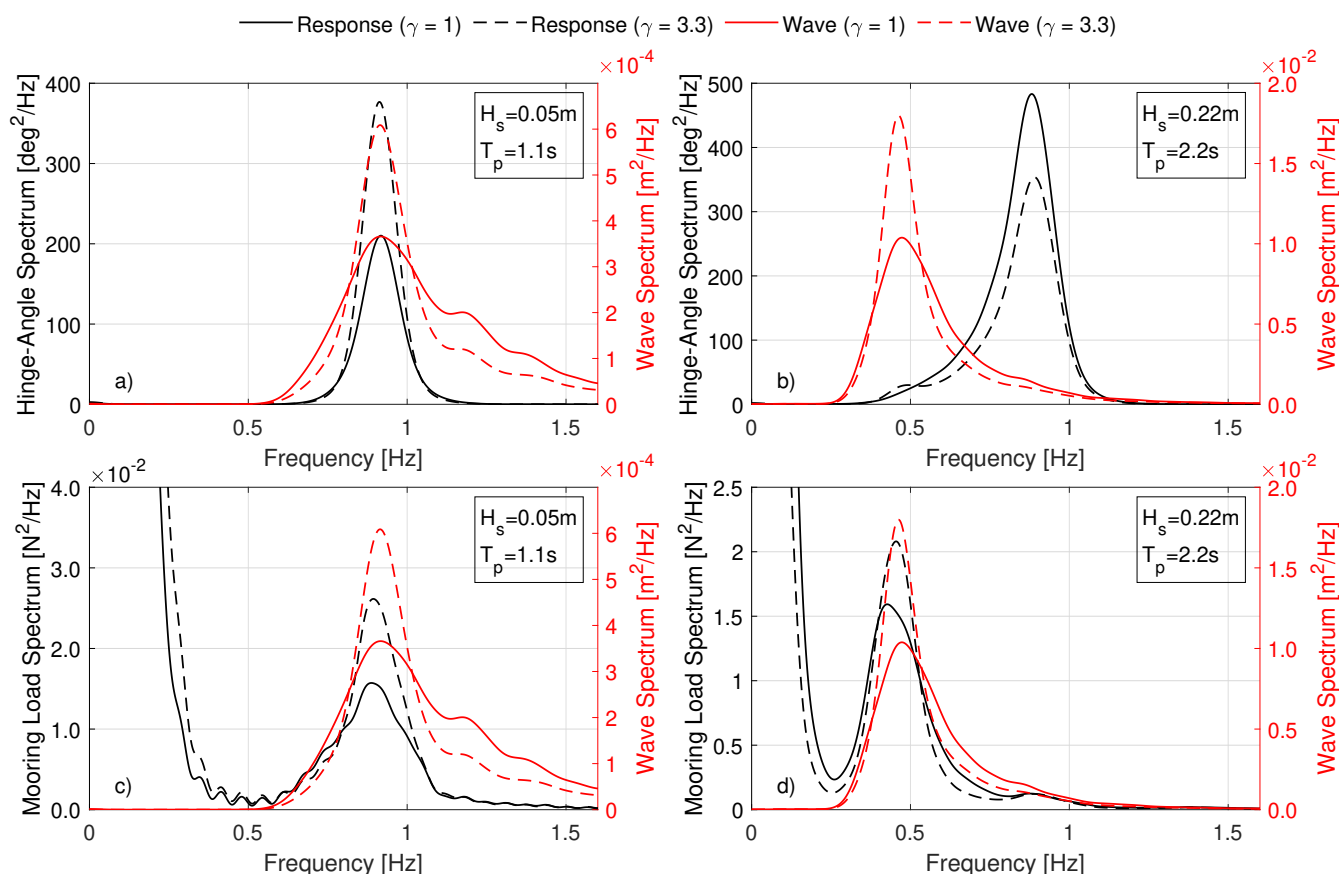 Response (γ = 1) Response (γ = 3.3) Wave (γ = 1) Wave (γ = 3.3)
×10^-4
400
300
200
100
0
Hinge-Angle Spectrum [deg^2/Hz]
H_s=0.05m
T_p=1.1s
a)
6
5
4
3
2
1
0
Wave Spectrum [m^2/Hz]
0 0.5 1 1.5
Frequency [Hz]
×10^-2
500
400
300
200
100
0
Hinge-Angle Spectrum [deg^2/Hz]
H_s=0.22m
T_p=2.2s
b)
2.0
1.5
1.0
0.5
0.0
Wave Spectrum [m^2/Hz]
0 0.5 1 1.5
Frequency [Hz]
×10^-2
×10^-4
4.0
3.0
2.0
1.0
0.0
Mooring Load Spectrum [N^2/Hz]
H_s=0.05m
T_p=1.1s
c)
6
5
4
3
2
1
0
Wave Spectrum [m^2/Hz]
0 0.5 1 1.5
Frequency [Hz]
×10^-2
2.5
2
1.5
1
0.5
0
Mooring Load Spectrum [N^2/Hz]
H_s=0.22m
T_p=2.2s
d)
2.0
1.5
1.0
0.5
0.0
Wave Spectrum [m^2/Hz]
0 0.5 1 1.5
Frequency [Hz]